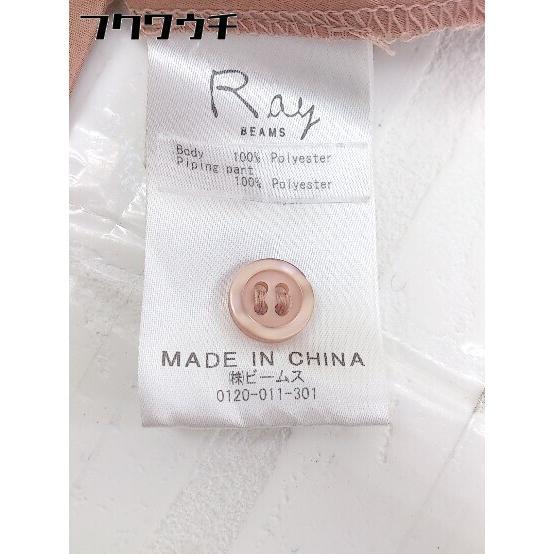 フクウクチ
Ray
BEAMS
Body 100% Polyester
Piping part
100% Polyester
MADE IN CHINA
㈱ビームス
0120-011-301